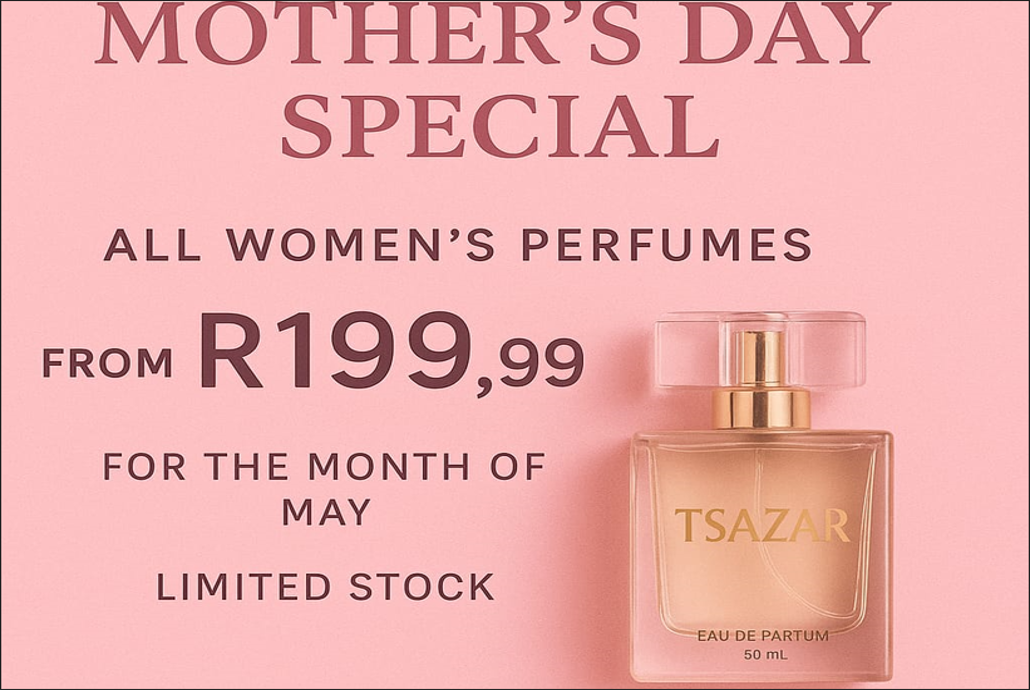 MOTHER’S DAY
SPECIAL
ALL WOMEN’S PERFUMES
FROM R199,99
FOR THE MONTH OF
MAY
LIMITED STOCK
TSAZAR
EAU DE PARTUM
50 mL